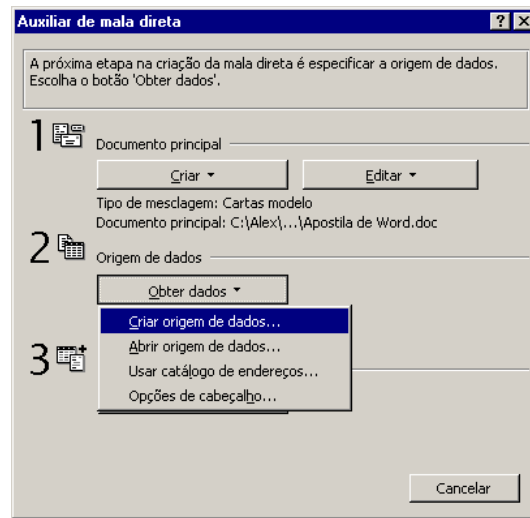 Auxiliar de mala direta
A próxima etapa na criação da mala direta é especificar a origem de dados.
Escolha o botão 'Obter dados'.
1
Documento principal
Criar
Editar
Tipo de mesclagem: Cartas modelo
Documento principal: C:\Alex\...\Apostila de Word.doc
2
Origem de dados
Obter dados
Criar origem de dados...
Abrir origem de dados...
Usar catálogo de endereços...
Opções de cabeçalho...
3
Cancelar